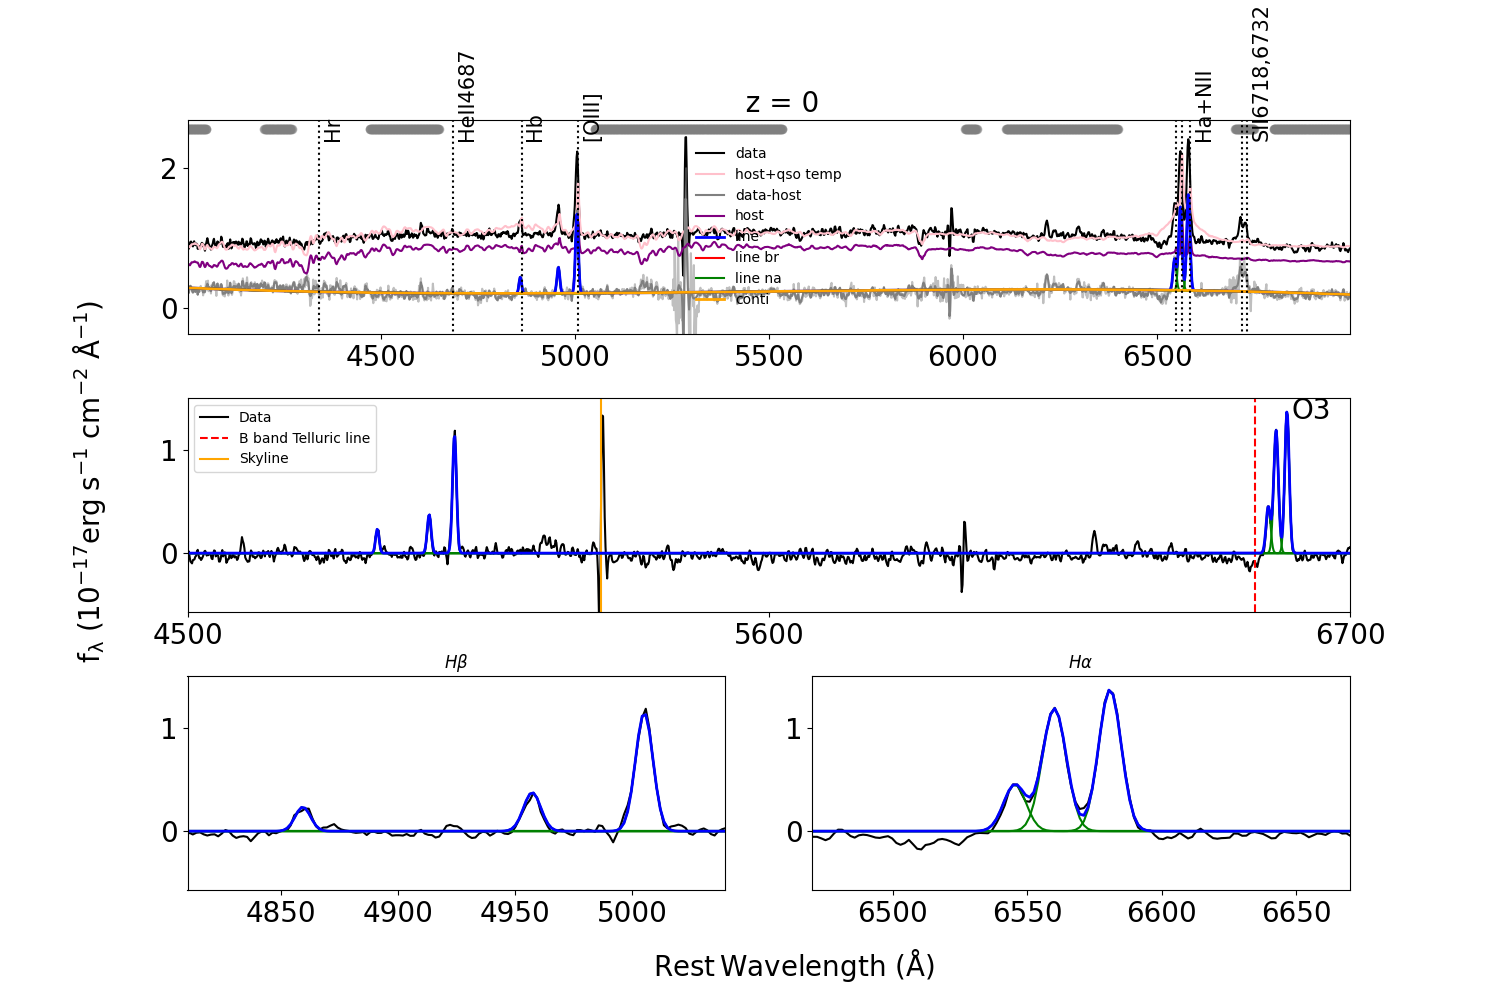 z = 0
Hr
HeII4687
Hb
[OIII]
Ha+NII
SII6718,6732
data
host+qso temp
data-host
host
line
line br
line na
conti
2
0
4500 5000 5500 6000 6500
Data
B band Telluric line
Skyline
O3
1
0
4500 5600 6700
fλ (10⁻¹⁷erg s⁻¹ cm⁻² Å⁻¹)
Hβ
1
0
4850 4900 4950 5000
Hα
1
0
6500 6550 6600 6650
Rest Wavelength (Å)